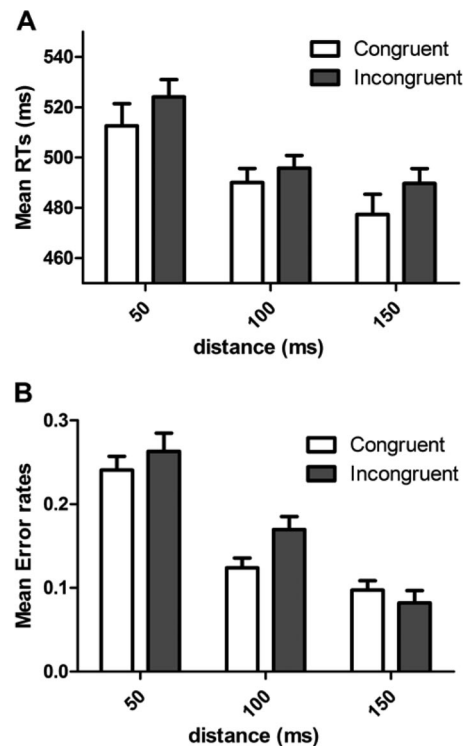 A
540
520
500
480
460
Mean RTs (ms)
Congruent
Incongruent
50
100
150
distance (ms)
B
0.3
0.2
0.1
0.0
Mean Error rates
Congruent
Incongruent
50
100
150
distance (ms)